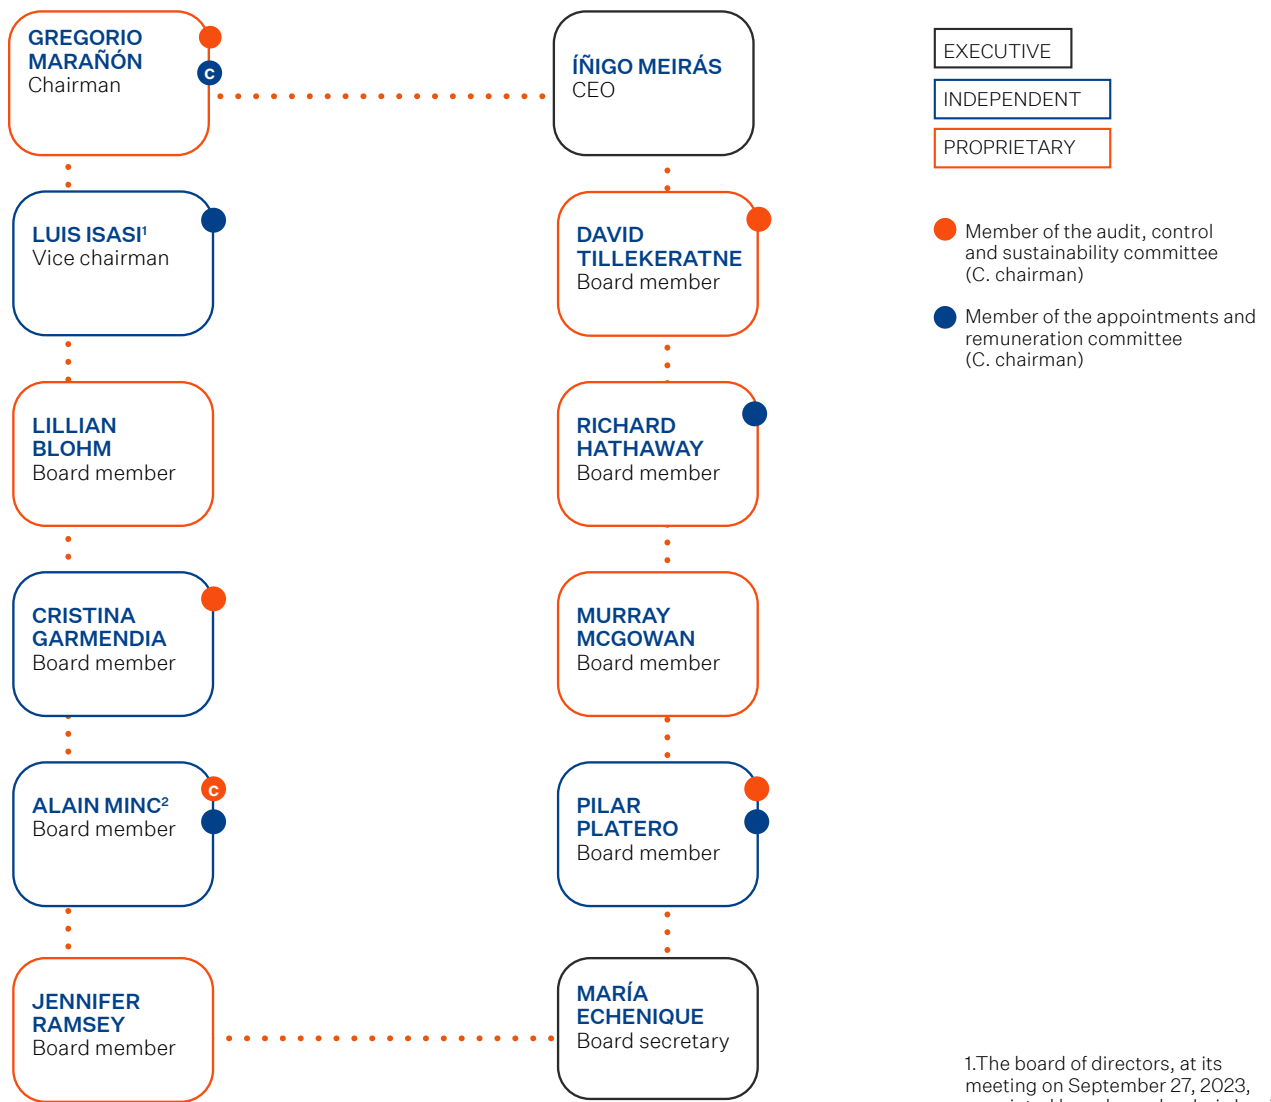 GREGORIO
MARAÑÓN
Chairman
C
ÍÑIGO MEIRÁS
CEO
LUIS ISASI¹
Vice chairman
DAVID
TILLEKERATNE
Board member
LILLIAN
BLOHM
Board member
RICHARD
HATHAWAY
Board member
CRISTINA
GARMENDIA
Board member
MURRAY
MCGOWAN
Board member
ALAIN MINC²
Board member
C
PILAR
PLATERO
Board member
JENNIFER
RAMSEY
Board member
MARÍA
ECHENIQUE
Board secretary
EXECUTIVE
INDEPENDENT
PROPRIETARY
Member of the audit, control
and sustainability committee
(C. chairman)
Member of the appointments and
remuneration committee
(C. chairman)
1.The board of directors, at its
meeting on September 27, 2023,